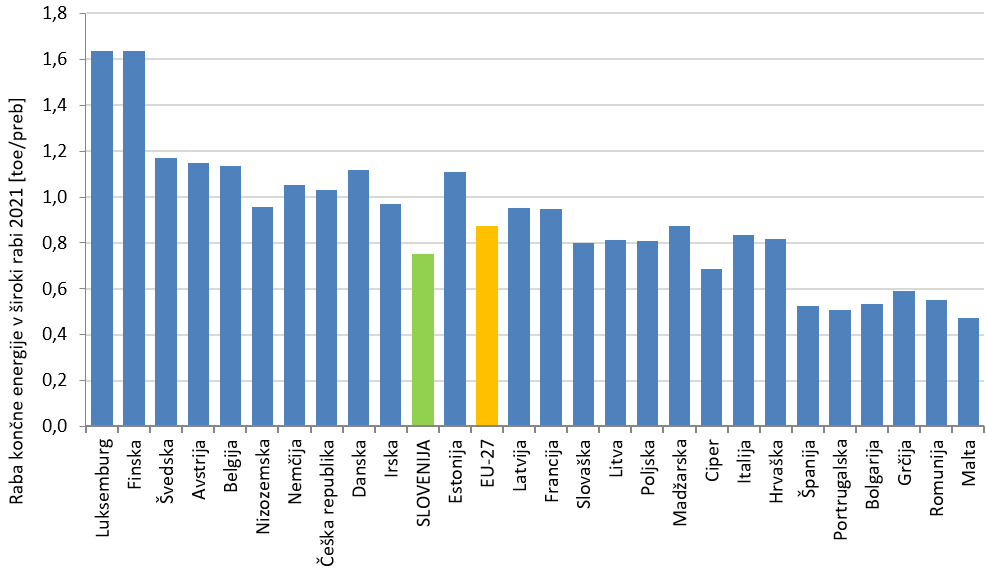 Raba končne energije v široki rabi 2021 [toe/preb]
1,8
1,6
1,4
1,2
1,0
0,8
0,6
0,4
0,2
0,0
Luksemburg
Finska
Švedska
Avstrija
Belgija
Nizozemska
Nemčija
Češka republika
Danska
Irska
SLOVENIJA
Estonija
EU-27
Latvija
Francija
Slovaška
Litva
Poljska
Madžarska
Ciper
Italija
Hrvaška
Španija
Portrugalska
Bolgarija
Grčija
Romunija
Malta